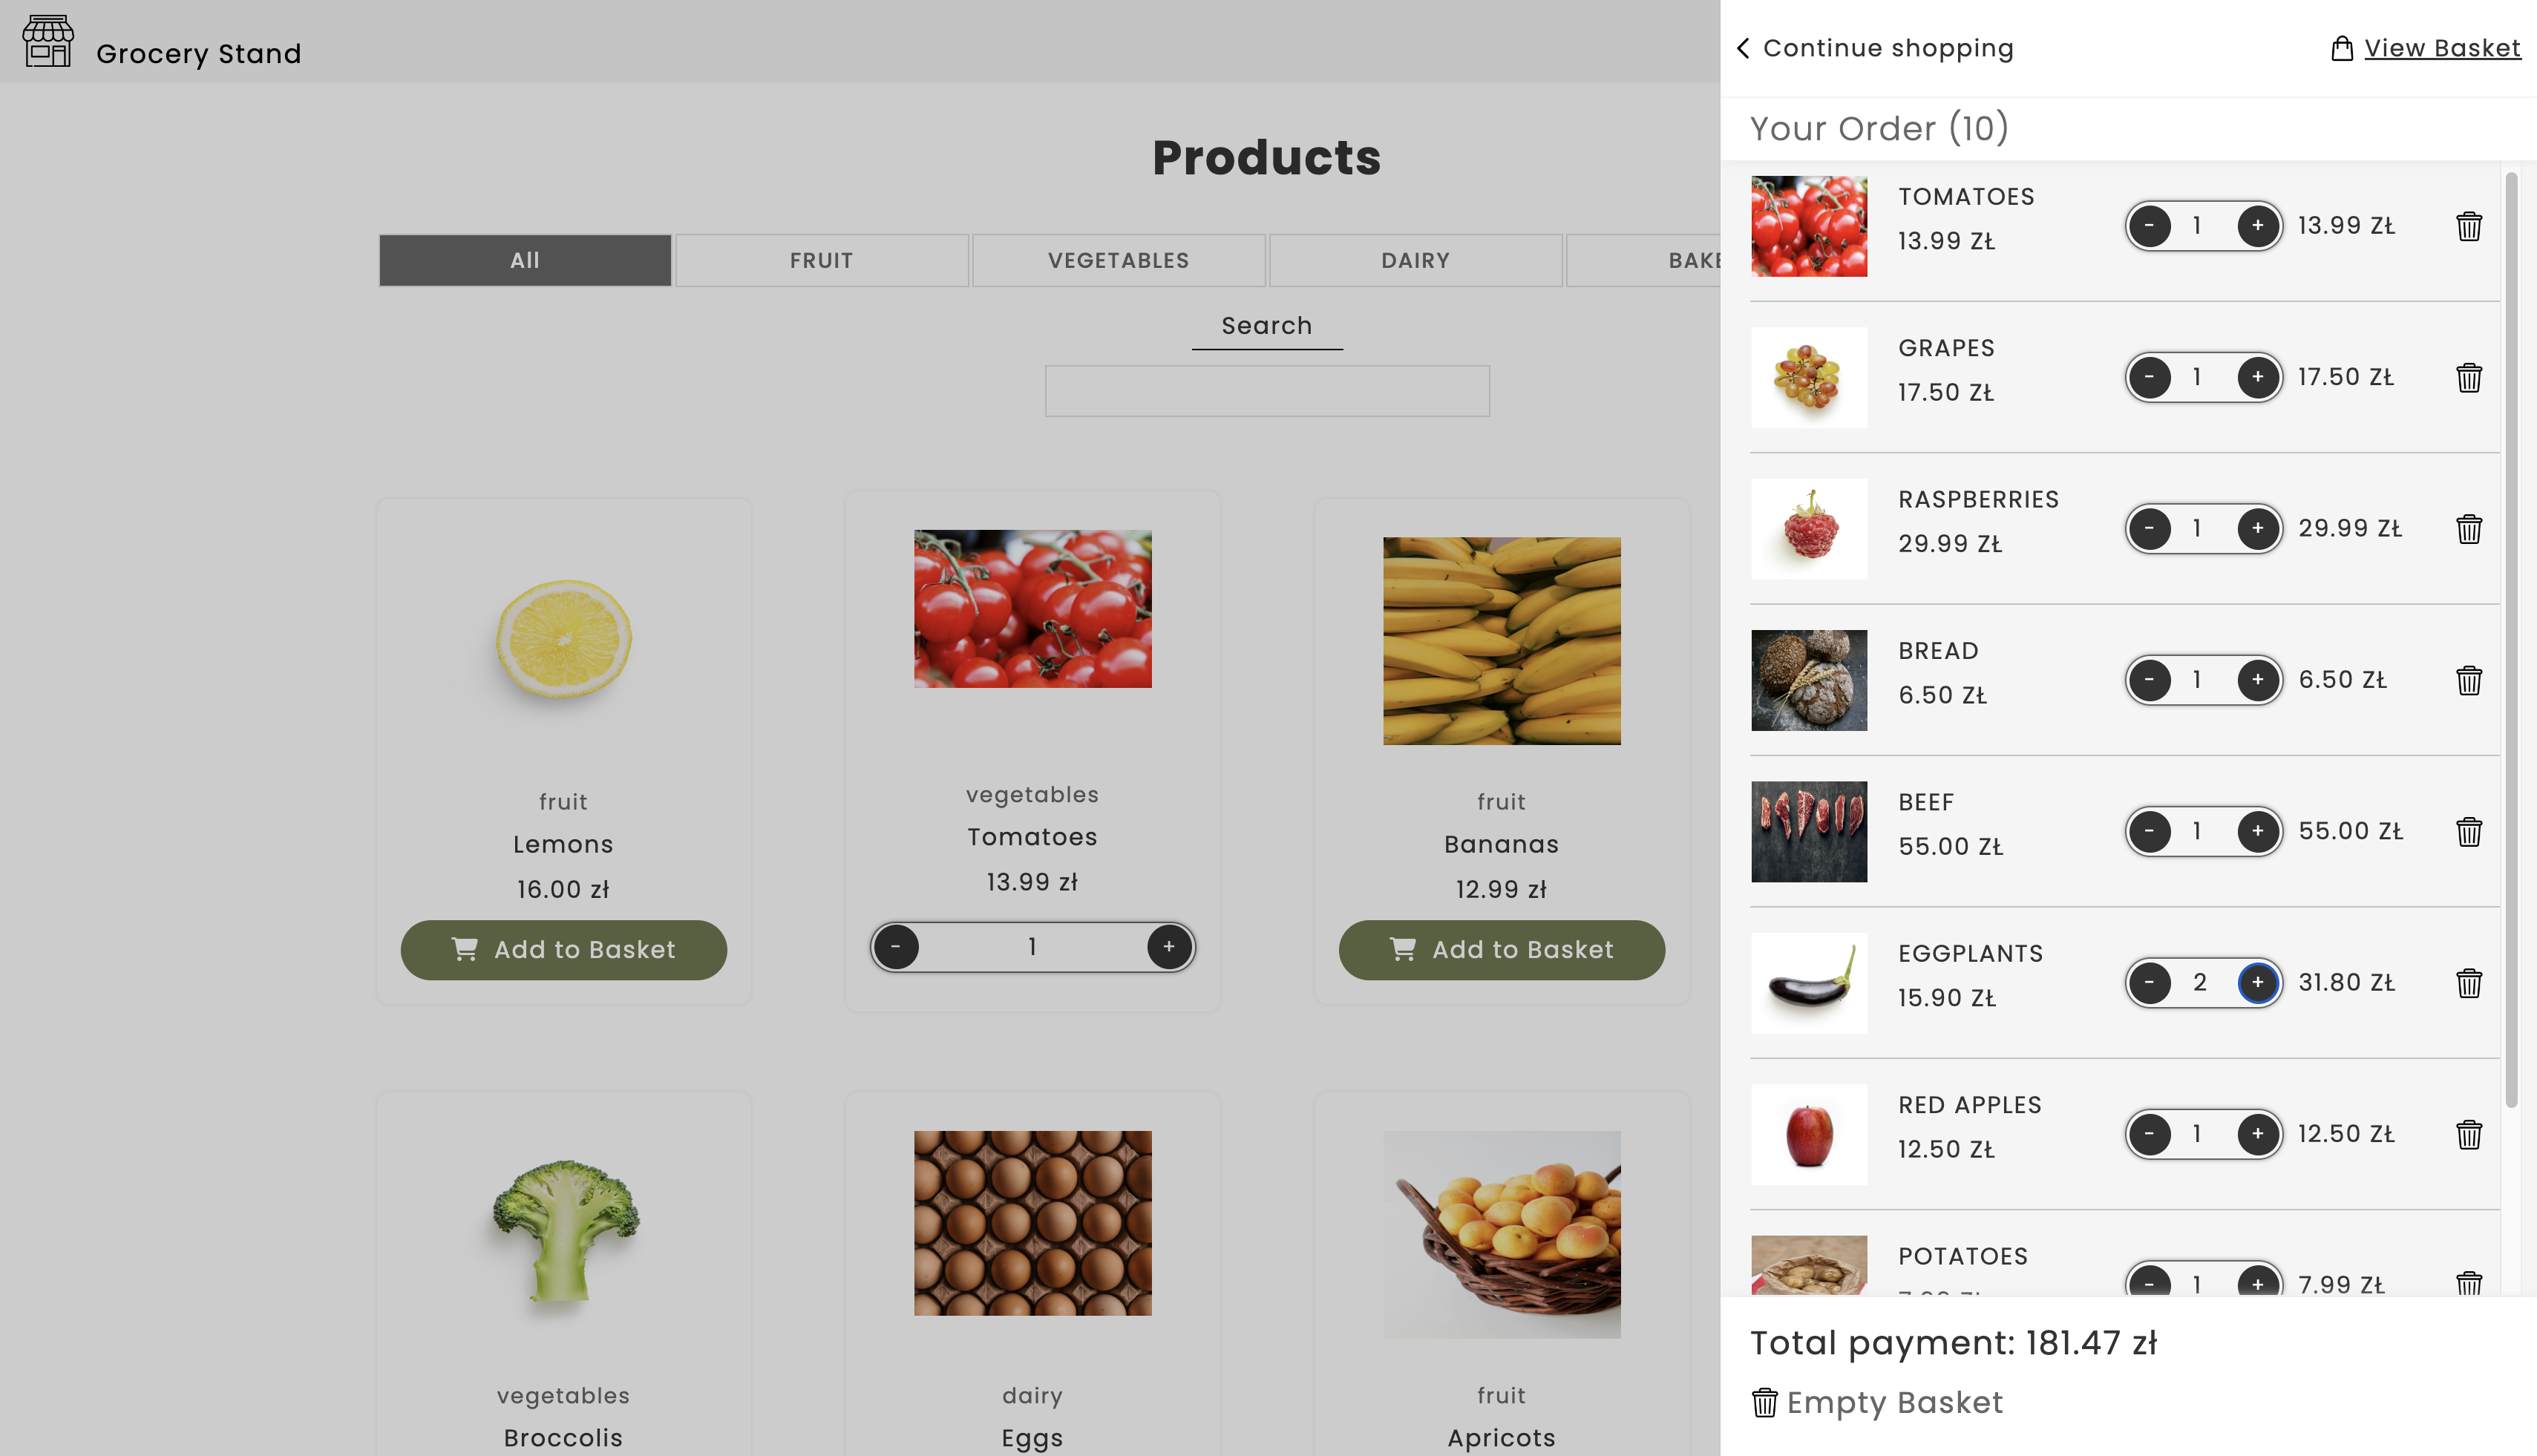 Grocery Stand
Products
All
FRUIT
VEGETABLES
DAIRY
BAKE
Search
fruit
Lemons
16.00 zł
Add to Basket
vegetables
Tomatoes
13.99 zł
- 1 +
fruit
Bananas
12.99 zł
Add to Basket
vegetables
Broccolis
dairy
Eggs
fruit
Apricots
Continue shopping
View Basket
Your Order (10)
TOMATOES
13.99 ZŁ
- 1 + 13.99 ZŁ
GRAPES
17.50 ZŁ
- 1 + 17.50 ZŁ
RASPBERRIES
29.99 ZŁ
- 1 + 29.99 ZŁ
BREAD
6.50 ZŁ
- 1 + 6.50 ZŁ
BEEF
55.00 ZŁ
- 1 + 55.00 ZŁ
EGGPLANTS
15.90 ZŁ
- 2 + 31.80 ZŁ
RED APPLES
12.50 ZŁ
- 1 + 12.50 ZŁ
POTATOES
- 1 + 7.99 ZŁ
Total payment: 181.47 zł
Empty Basket